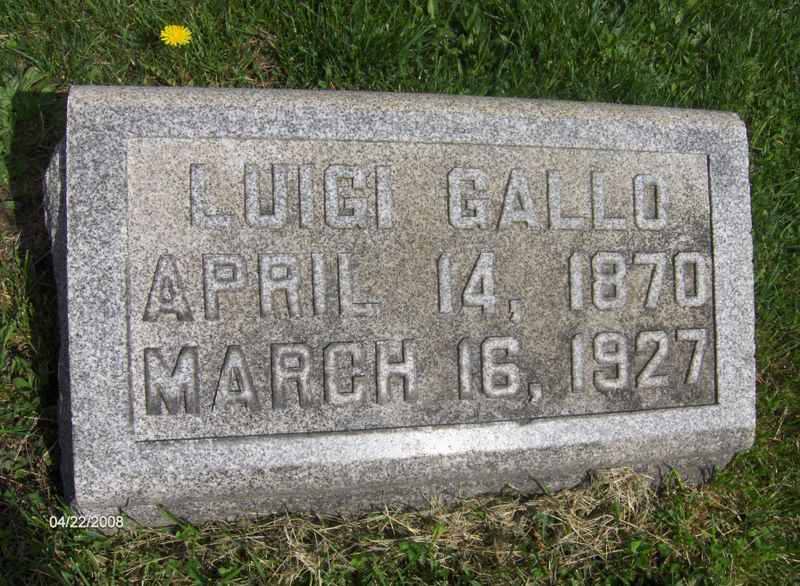 LUIGI GALLO
APRIL 14, 1870
MARCH 16, 1927
04/22/2008